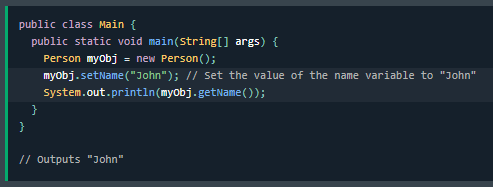 public class Main {
  public static void main(String[] args) {
    Person myObj = new Person();
    myObj.setName("John"); // Set the value of the name variable to "John"
    System.out.println(myObj.getName());
  }
}

// Outputs "John"